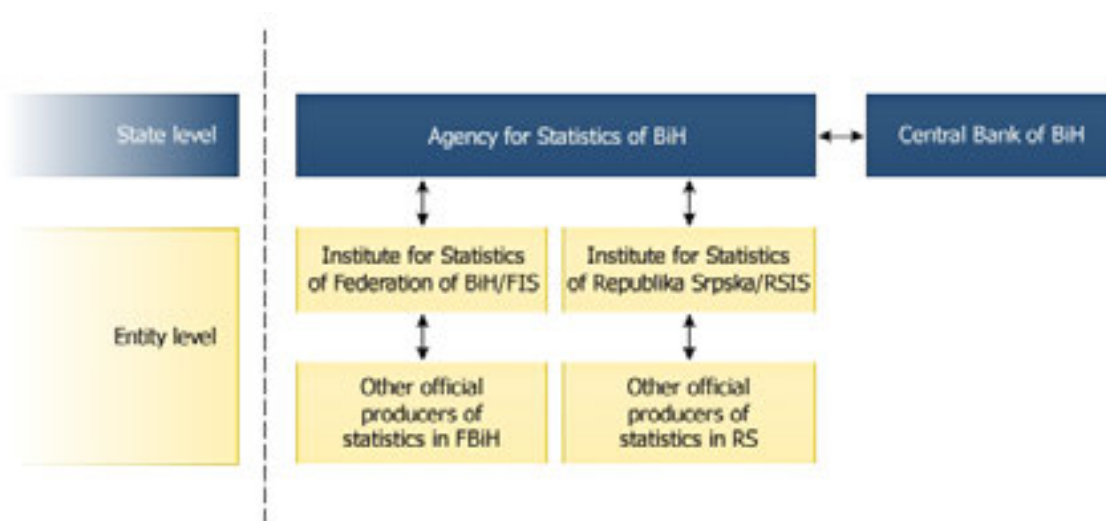 State level
Agency for Statistics of BiH
Central Bank of BiH
Entity level
Institute for Statistics
of Federation of BiH/FIS
Institute for Statistics
of Republika Srpska/RSIS
Other official
producers of
statistics in FBiH
Other official
producers of
statistics in RS